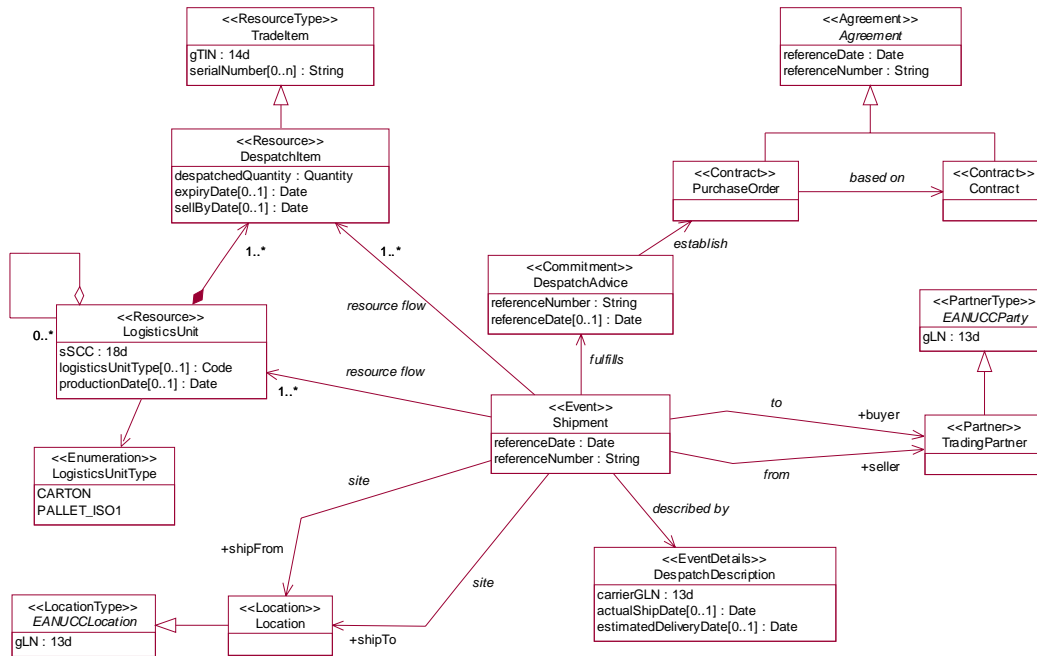 <<ResourceType>>
TradeItem
gTIN : 14d
serialNumber[0..n] : String
<<Agreement>>
Agreement
referenceDate : Date
referenceNumber : String
<<Resource>>
DespatchItem
despatchedQuantity : Quantity
expiryDate[0..1] : Date
sellByDate[0..1] : Date
<<Contract>>
PurchaseOrder
based on
<<Contract>>
Contract
1..*
1..*
establish
<<Commitment>>
DespatchAdvice
referenceNumber : String
referenceDate[0..1] : Date
resource flow
<<PartnerType>>
EANUCCParty
gLN : 13d
0..*
<<Resource>>
LogisticsUnit
sSCC : 18d
logisticsUnitType[0..1] : Code
productionDate[0..1] : Date
resource flow
1..*
fulfills
<<Event>>
Shipment
referenceDate : Date
referenceNumber : String
to
+buyer
from
+seller
<<Partner>>
TradingPartner
<<Enumeration>>
LogisticsUnitType
CARTON
PALLET_ISO1
site
described by
+shipFrom
site
<<EventDetails>>
DespatchDescription
carrierGLN : 13d
actualShipDate[0..1] : Date
estimatedDeliveryDate[0..1] : Date
<<LocationType>>
EANUCCLocation
gLN : 13d
<<Location>>
Location
+shipTo